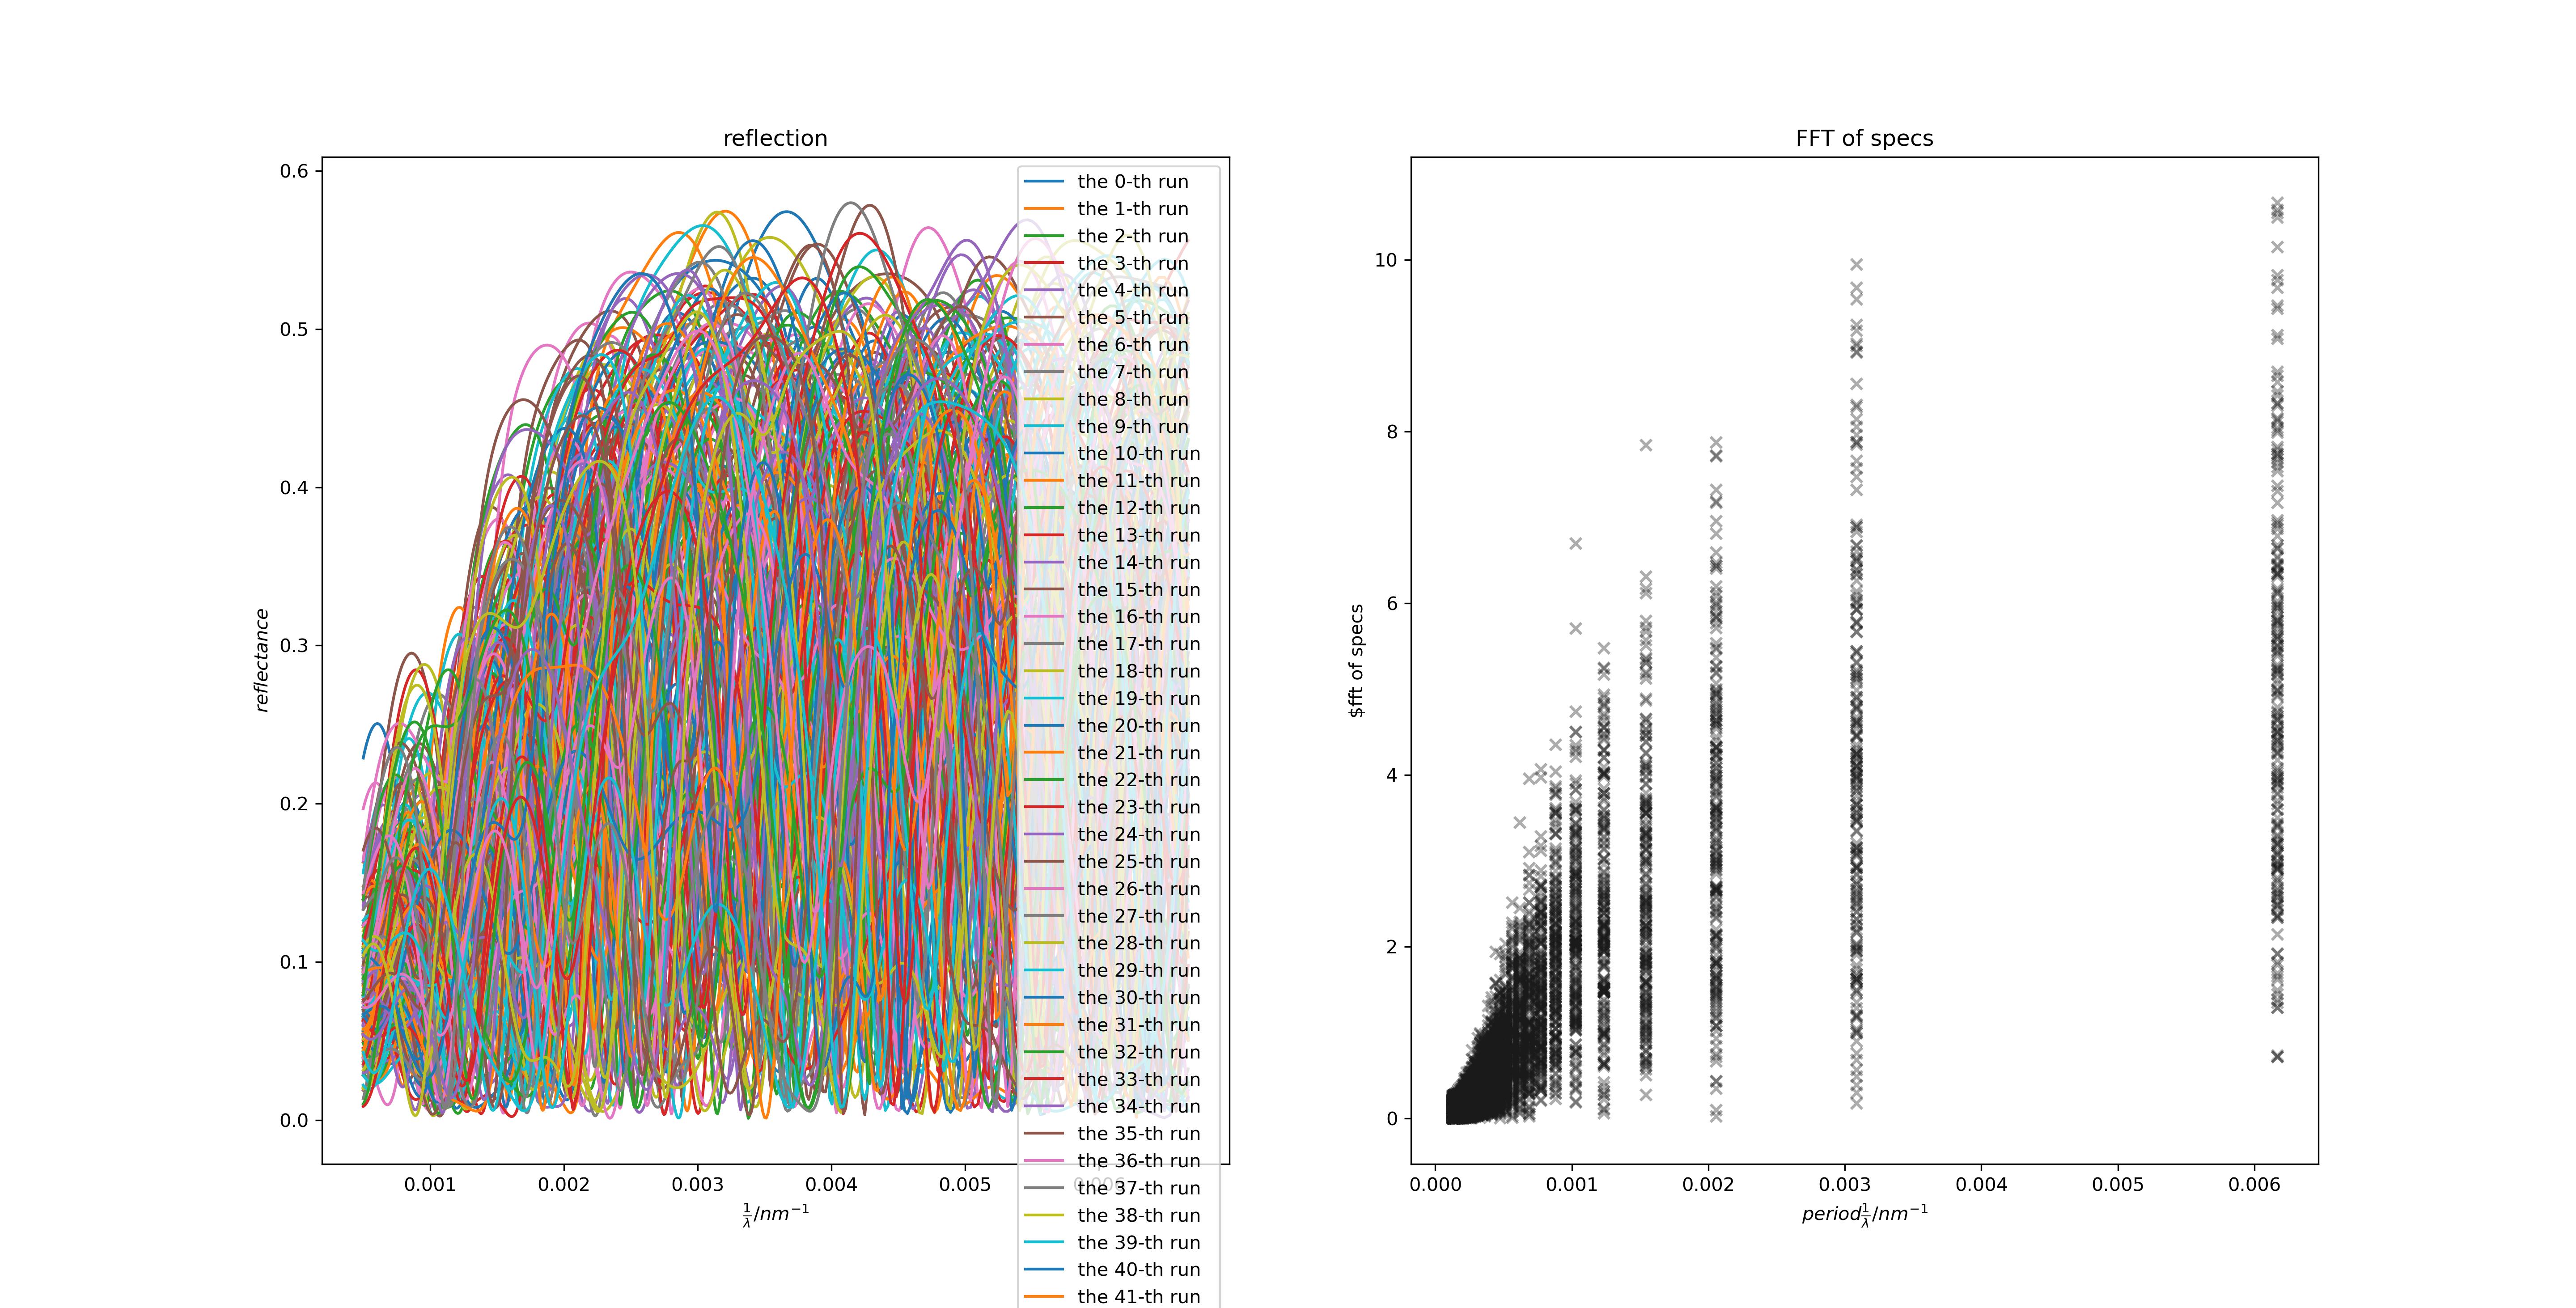 reflection
0.6
0.5
0.4
0.3
0.2
0.1
0.0
reflectance
0.001
0.002
0.003
0.004
0.005
0.006
1/λ /nm⁻¹
the 0-th run
the 1-th run
the 2-th run
the 3-th run
the 4-th run
the 5-th run
the 6-th run
the 7-th run
the 8-th run
the 9-th run
the 10-th run
the 11-th run
the 12-th run
the 13-th run
the 14-th run
the 15-th run
the 16-th run
the 17-th run
the 18-th run
the 19-th run
the 20-th run
the 21-th run
the 22-th run
the 23-th run
the 24-th run
the 25-th run
the 26-th run
the 27-th run
the 28-th run
the 29-th run
the 30-th run
the 31-th run
the 32-th run
the 33-th run
the 34-th run
the 35-th run
the 36-th run
the 37-th run
the 38-th run
the 39-th run
the 40-th run
the 41-th run
FFT of specs
10
8
6
4
2
0
$fft of specs
0.000
0.001
0.002
0.003
0.004
0.005
0.006
period 1/λ /nm⁻¹